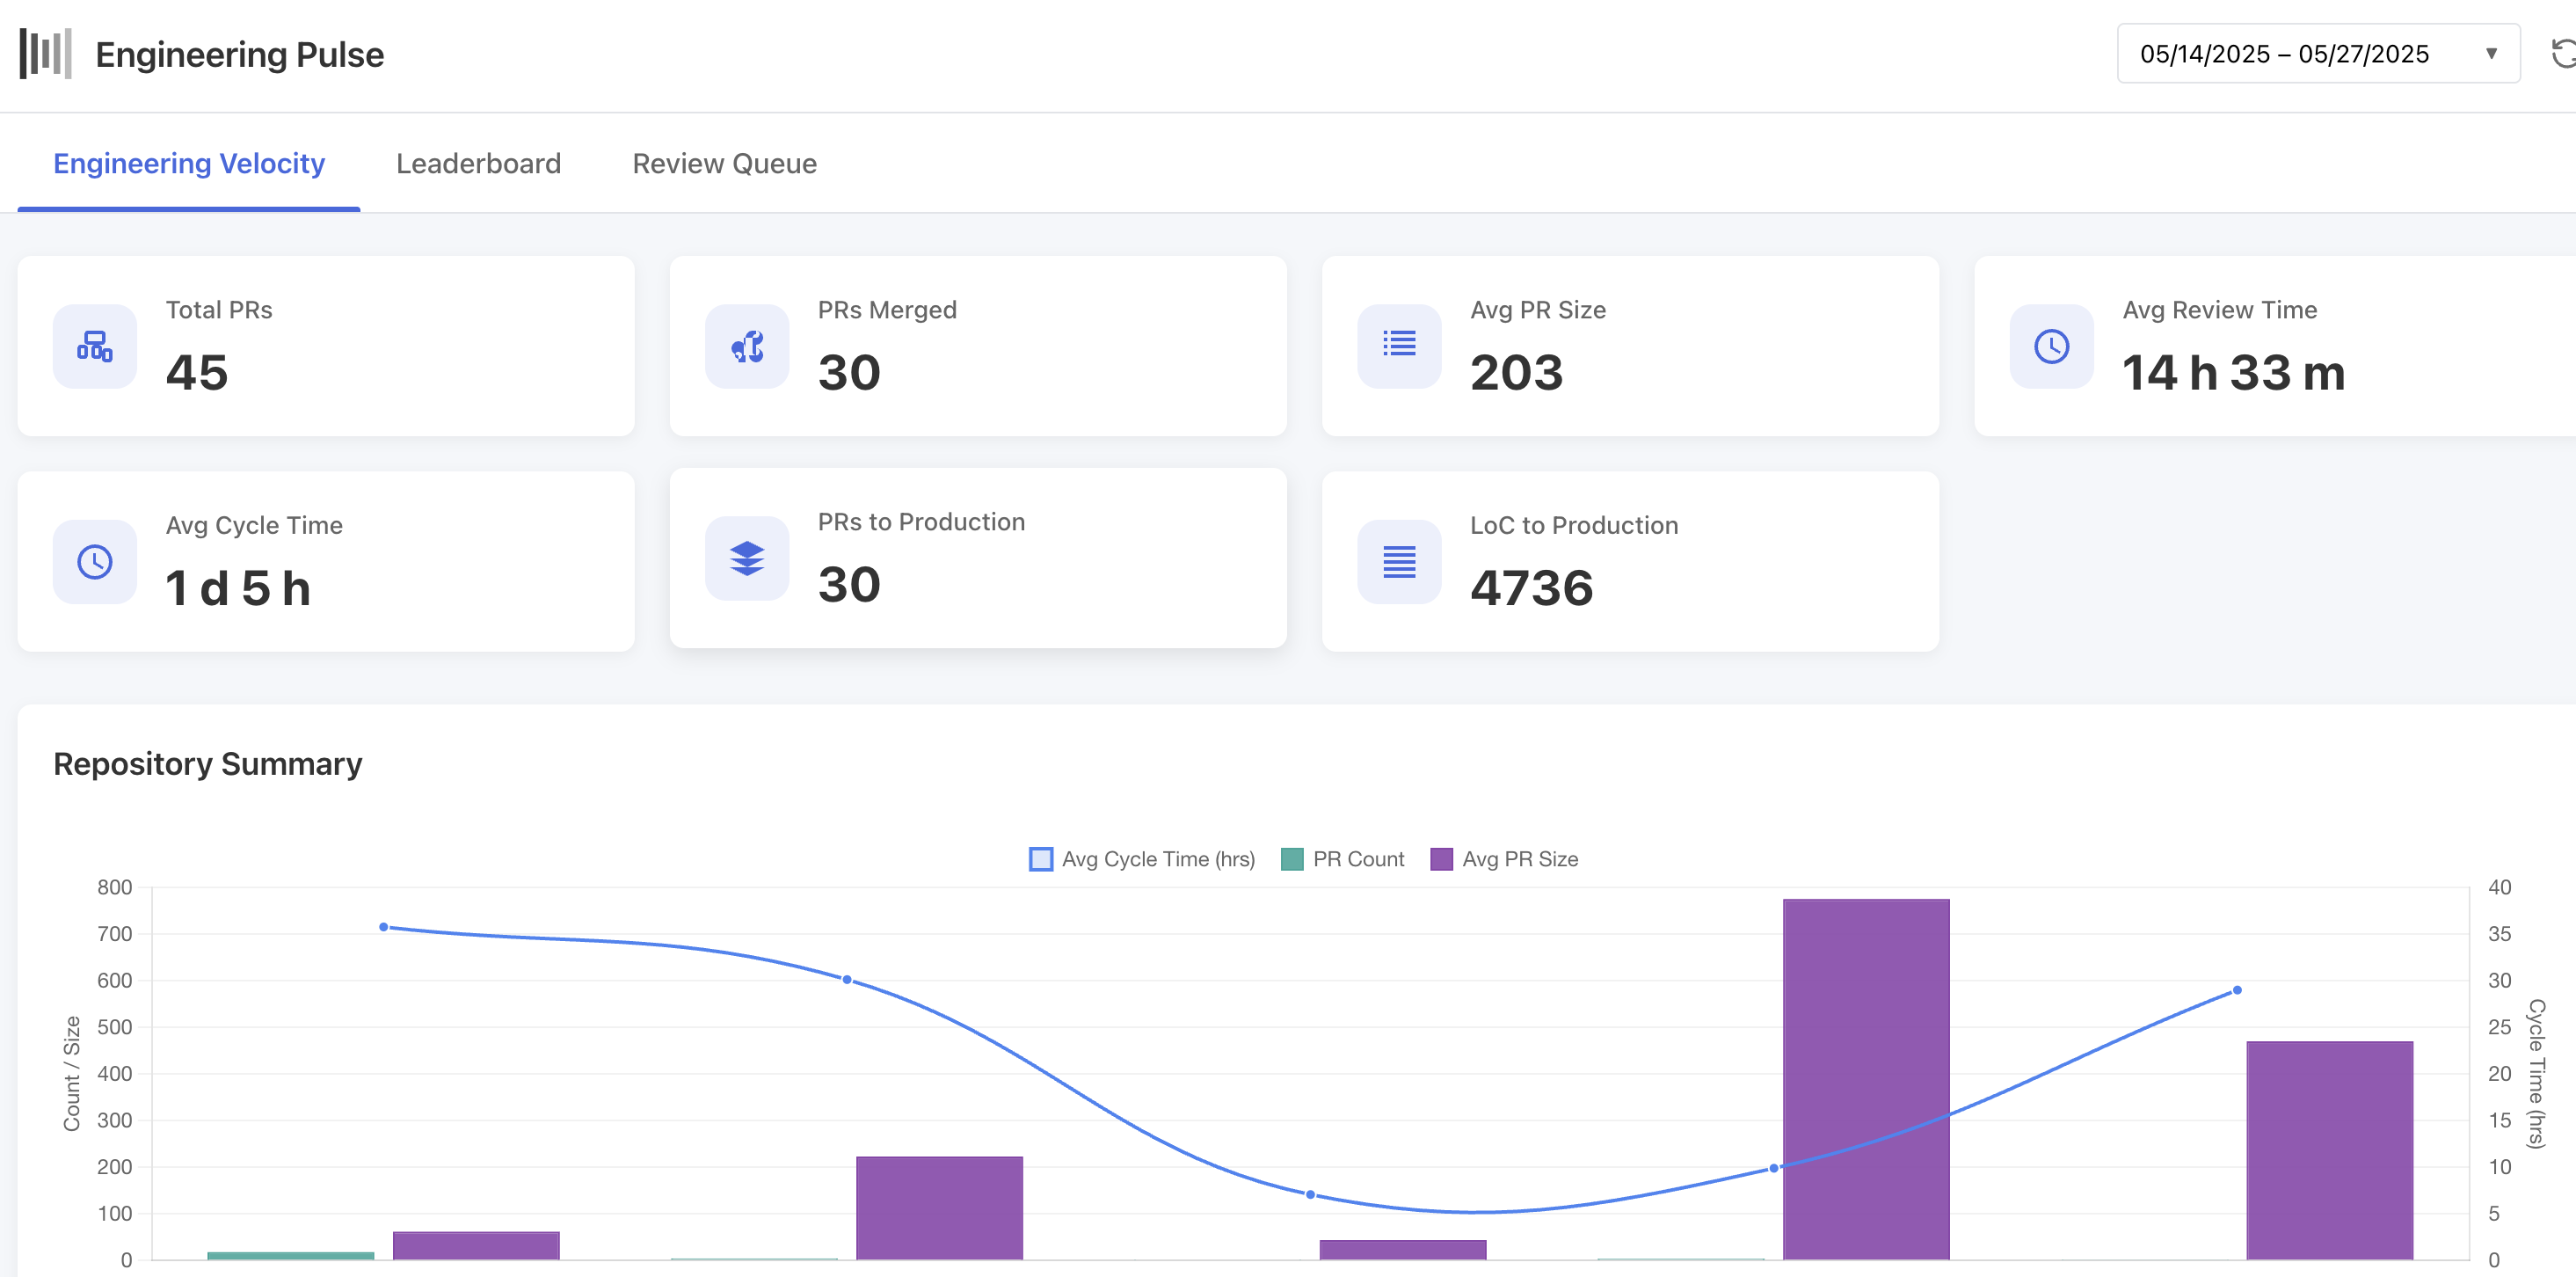 Engineering Pulse
05/14/2025 – 05/27/2025
Engineering Velocity
Leaderboard
Review Queue
Total PRs
45
PRs Merged
30
Avg PR Size
203
Avg Review Time
14 h 33 m
Avg Cycle Time
1 d 5 h
PRs to Production
30
LoC to Production
4736
Repository Summary
Avg Cycle Time (hrs)
PR Count
Avg PR Size
Count / Size
800
700
600
500
400
300
200
100
0
40
35
30
25
20
15
10
5
0
Cycle Time (hrs)